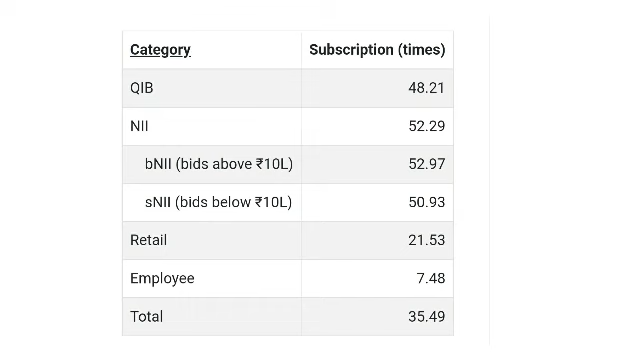 Category Subscription (times)
QIB 48.21
NII 52.29
bNII (bids above ₹10L) 52.97
sNII (bids below ₹10L) 50.93
Retail 21.53
Employee 7.48
Total 35.49